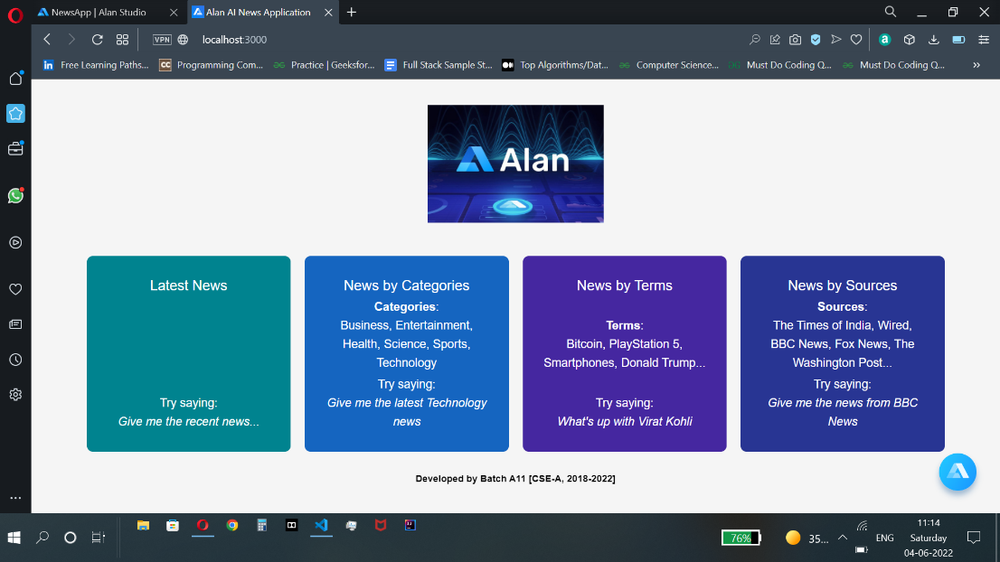 NewsApp | Alan Studio
Alan AI News Application
VPN
localhost:3000
Free Learning Paths...
Programming Com...
Practice | Geeksfor...
Full Stack Sample St...
Top Algorithms/Dat...
Computer Science...
Must Do Coding Q...
Must Do Coding Q...
Alan
Latest News
Try saying:
Give me the recent news...
News by Categories
Categories:
Business, Entertainment,
Health, Science, Sports,
Technology
Try saying:
Give me the latest Technology
news
News by Terms
Terms:
Bitcoin, PlayStation 5,
Smartphones, Donald Trump...
Try saying:
What's up with Virat Kohli
News by Sources
Sources:
The Times of India, Wired,
BBC News, Fox News, The
Washington Post...
Try saying:
Give me the news from BBC
News
Developed by Batch A11 [CSE-A, 2018-2022]
76%
35...
ENG
11:14
Saturday
04-06-2022